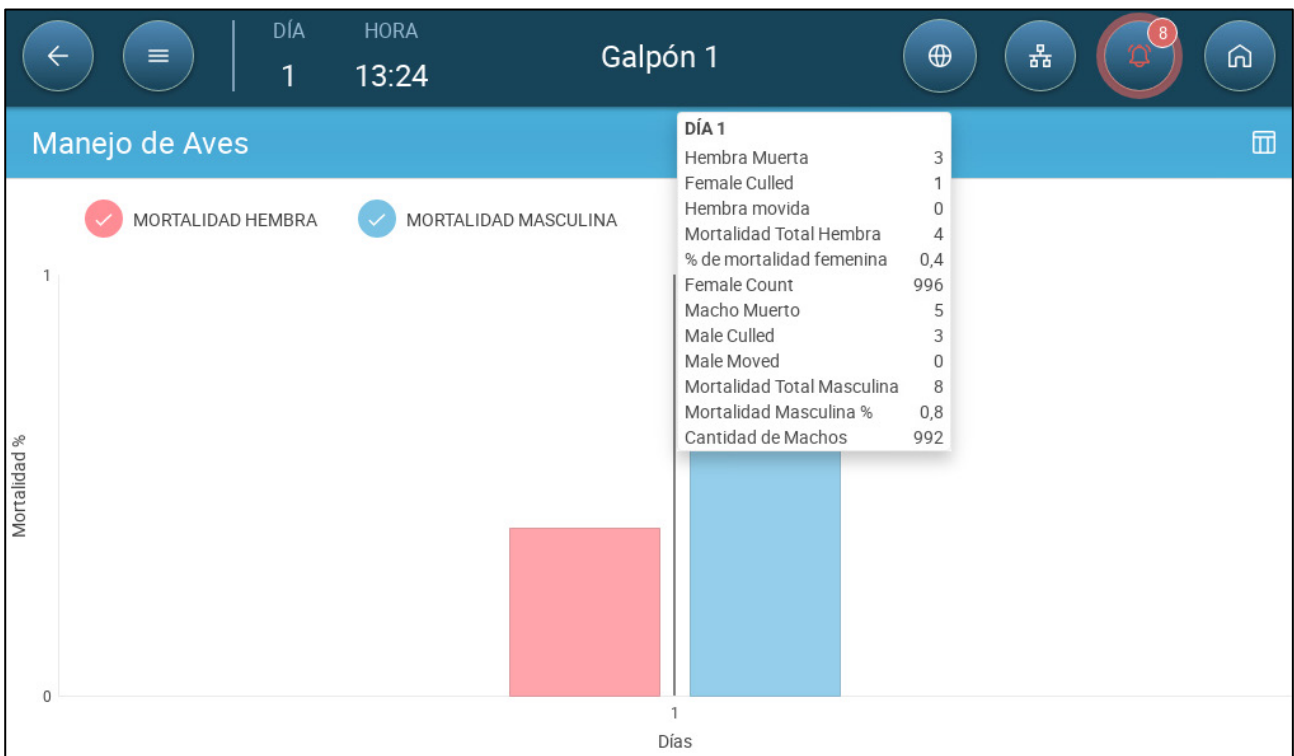 DÍA HORA
1 13:24
Galpón 1
8
Manejo de Aves
DÍA 1
Hembra Muerta 3
Female Culled 1
Hembra movida 0
Mortalidad Total Hembra 4
% de mortalidad femenina 0,4
Female Count 996
Macho Muerto 5
Male Culled 3
Male Moved 0
Mortalidad Total Masculina 8
Mortalidad Masculina % 0,8
Cantidad de Machos 992
MORTALIDAD HEMBRA MORTALIDAD MASCULINA
1
Mortalidad %
0
1
Días